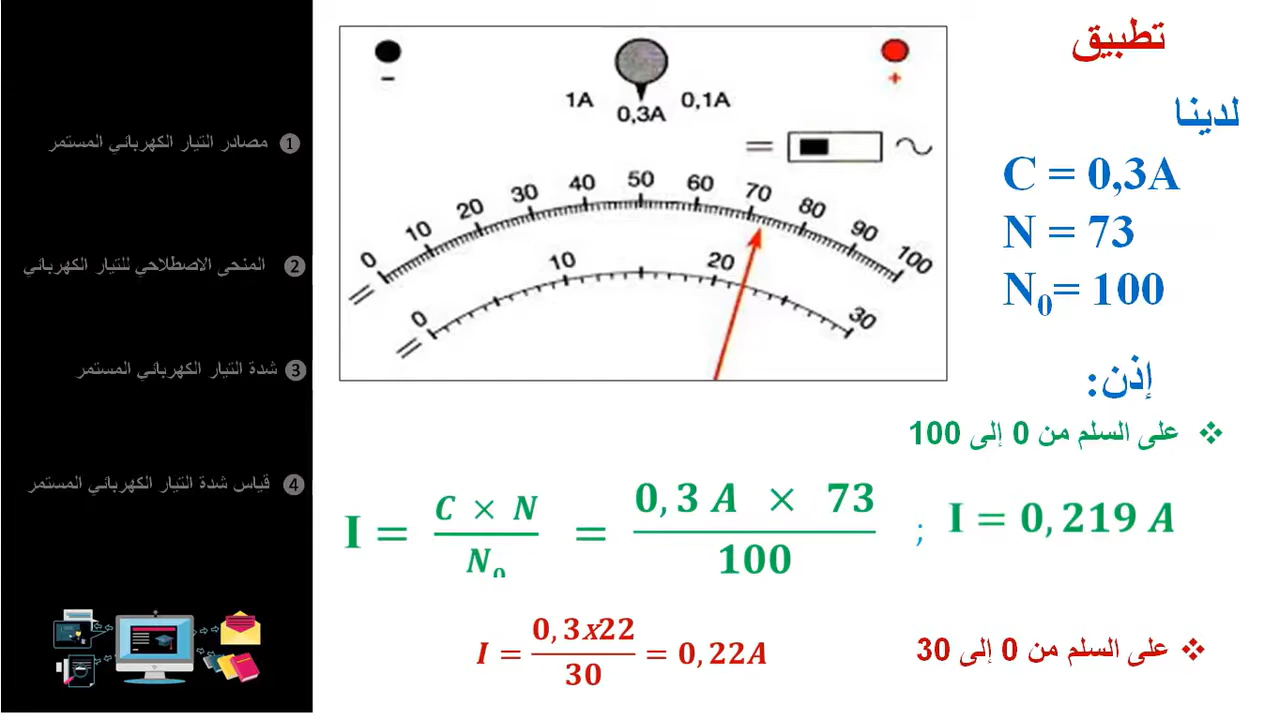 تطبيق
لدينا
C = 0,3A
N = 73
N₀= 100
إذن:
- +
1A 0,3A 0,1A
= ~
0 10 20 30 40 50 60 70 80 90 100
=
0 10 20 30
=
❖ على السلم من 0 إلى 100
I = C × N / N₀ = 0,3 A × 73 / 100 ; I = 0,219 A
❖ على السلم من 0 إلى 30
I = 0,3x22 / 30 = 0,22A
1 مصادر التيار الكهربائي المستمر
2 المنحى الاصطلاحي للتيار الكهربائي
3 شدة التيار الكهربائي المستمر
4 قياس شدة التيار الكهربائي المستمر